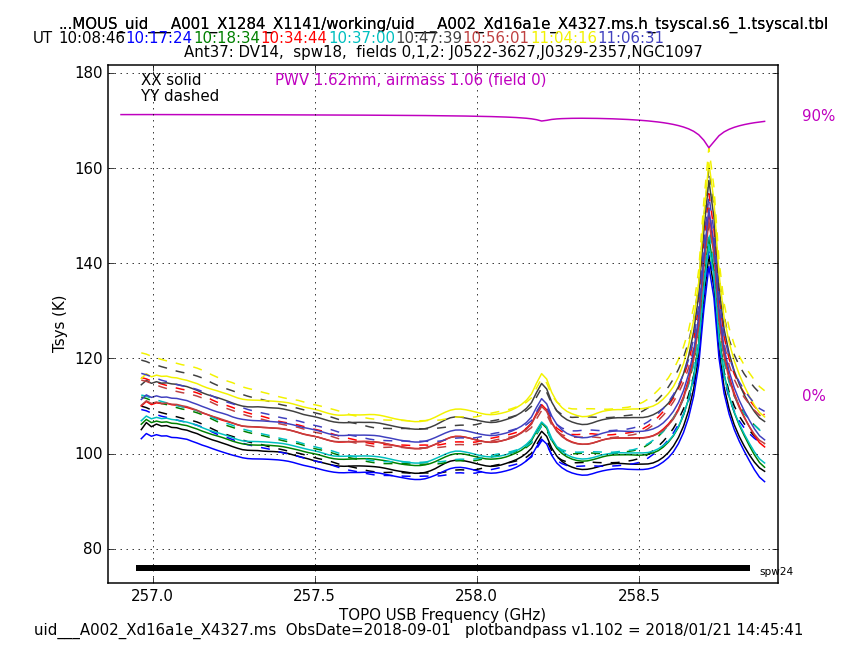 ...MOUS_uid___A001_X1284_X1141/working/uid___A002_Xd16a1e_X4327.ms.h_tsyscal.s6_1.tsyscal.tbl
UT 10:08:46 10:17:24 10:18:34 10:34:44 10:37:00 10:47:39 10:56:01 11:04:16 11:06:31
Ant37: DV14, spw18, fields 0,1,2: J0522-3627,J0329-2357,NGC1097
180
XX solid PWV 1.62mm, airmass 1.06 (field 0)
YY dashed
90%
160
140
Tsys (K)
120
0%
100
80
spw24
257.0 257.5 258.0 258.5
TOPO USB Frequency (GHz)
uid___A002_Xd16a1e_X4327.ms ObsDate=2018-09-01 plotbandpass v1.102 = 2018/01/21 14:45:41